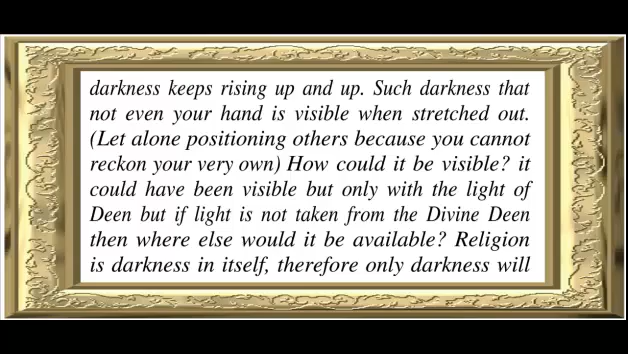 darkness keeps rising up and up. Such darkness that
not even your hand is visible when stretched out.
(Let alone positioning others because you cannot
reckon your very own) How could it be visible? it
could have been visible but only with the light of
Deen but if light is not taken from the Divine Deen
then where else would it be available? Religion
is darkness in itself, therefore only darkness will